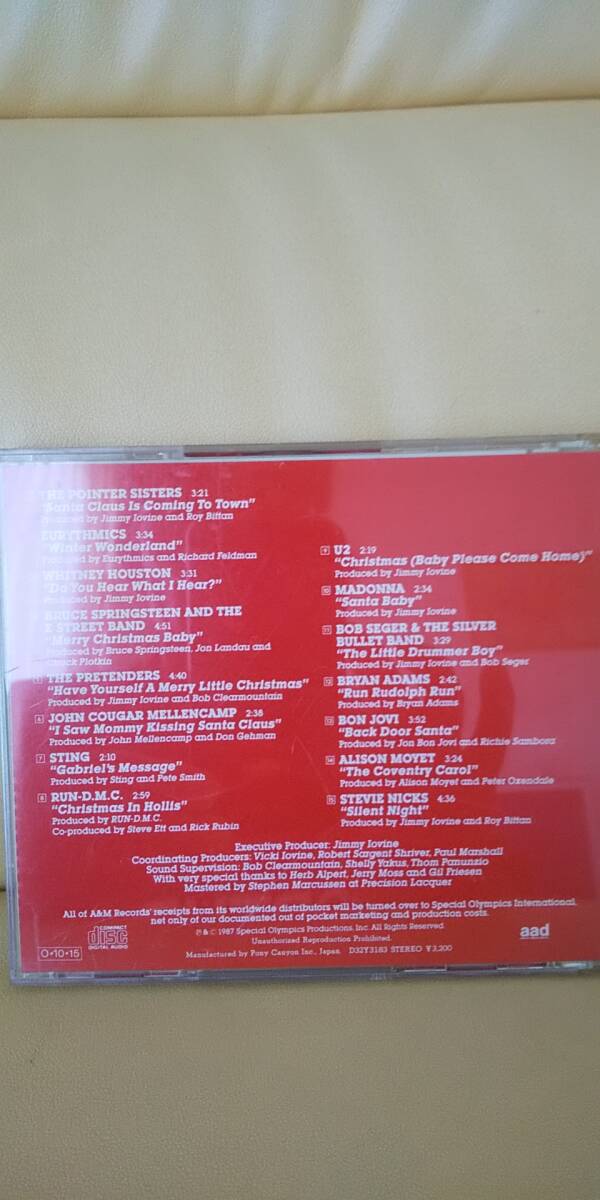 THE POINTER SISTERS 3:21
"Santa Claus Is Coming To Town"
Produced by Jimmy Iovine and Roy Bittan
EURYTHMICS 3:34
"Winter Wonderland"
Produced by Eurythmics and Richard Feldman
WHITNEY HOUSTON 3:31
"Do You Hear What I Hear?"
Produced by Jimmy Iovine
BRUCE SPRINGSTEEN AND THE
E STREET BAND 4:51
"Merry Christmas Baby"
Produced by Bruce Springsteen, Jon Landau and
Chuck Plotkin
5 THE PRETENDERS 4:40
"Have Yourself A Merry Little Christmas"
Produced by Jimmy Iovine and Bob Clearmountain
6 JOHN COUGAR MELLENCAMP 2:38
"I Saw Mommy Kissing Santa Claus"
Produced by John Mellencamp and Don Gehman
7 STING 2:10
"Gabriel's Message"
Produced by Sting and Pete Smith
8 RUN-D.M.C. 2:59
"Christmas In Hollis"
Produced by RUN-D.M.C.
Co-produced by Steve Ett and Rick Rubin
9 U2 2:19
"Christmas (Baby Please Come Home)"
Produced by Jimmy Iovine
10 MADONNA 2:34
"Santa Baby"
Produced by Jimmy Iovine
11 BOB SEGER & THE SILVER
BULLET BAND 3:29
"The Little Drummer Boy"
Produced by Jimmy Iovine and Bob Seger
12 BRYAN ADAMS 2:42
"Run Rudolph Run"
Produced by Bryan Adams
13 BON JOVI 3:52
"Back Door Santa"
Produced by Jon Bon Jovi and Richie Sambora
14 ALISON MOYET 3:24
"The Coventry Carol"
Produced by Alison Moyet and Peter Oxendale
15 STEVIE NICKS 4:36
"Silent Night"
Produced by Jimmy Iovine and Roy Bittan
Executive Producer: Jimmy Iovine
Coordinating Producers: Vicki Iovine, Robert Sargent Shriver, Paul Marshall
Sound Supervision: Bob Clearmountain, Shelly Yakus, Thom Panunzio
With very special thanks to Herb Alpert, Jerry Moss and Gil Friesen
Mastered by Stephen Marcussen at Precision Lacquer
All of A&M Records' receipts from its worldwide distributors will be turned over to Special Olympics International,
net only of our documented out of pocket marketing and production costs.
℗ & © 1987 Special Olympics Productions, Inc. All Rights Reserved.
Unauthorized Reproduction Prohibited.
Manufactured by Pony Canyon Inc., Japan. D32Y3183 STEREO ¥3,200
COMPACT
disc
DIGITAL AUDIO
O•10•15
aad